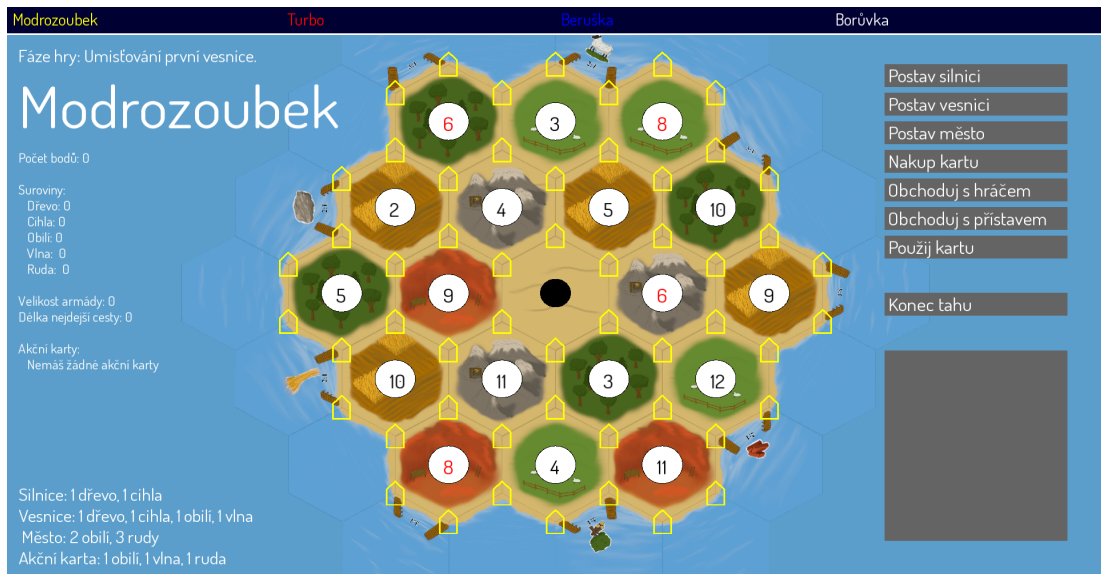 Modrozoubek Turbo Beruška Borůvka
Fáze hry: Umisťování první vesnice.
Modrozoubek
Počet bodů: 0
Suroviny:
Dřevo: 0
Cihla: 0
Obilí: 0
Vlna: 0
Ruda: 0
Velikost armády: 0
Délka nejdejší cesty: 0
Akční karty:
Nemáš žádné akční karty
Silnice: 1 dřevo, 1 cihla
Vesnice: 1 dřevo, 1 cihla, 1 obilí, 1 vlna
Město: 2 obilí, 3 rudy
Akční karta: 1 obilí, 1 vlna, 1 ruda
6 3 8
2 4 5 10
5 9 6 9
10 11 3 12
8 4 11
Postav silnici
Postav vesnici
Postav město
Nakup kartu
Obchoduj s hráčem
Obchoduj s přístavem
Použij kartu
Konec tahu